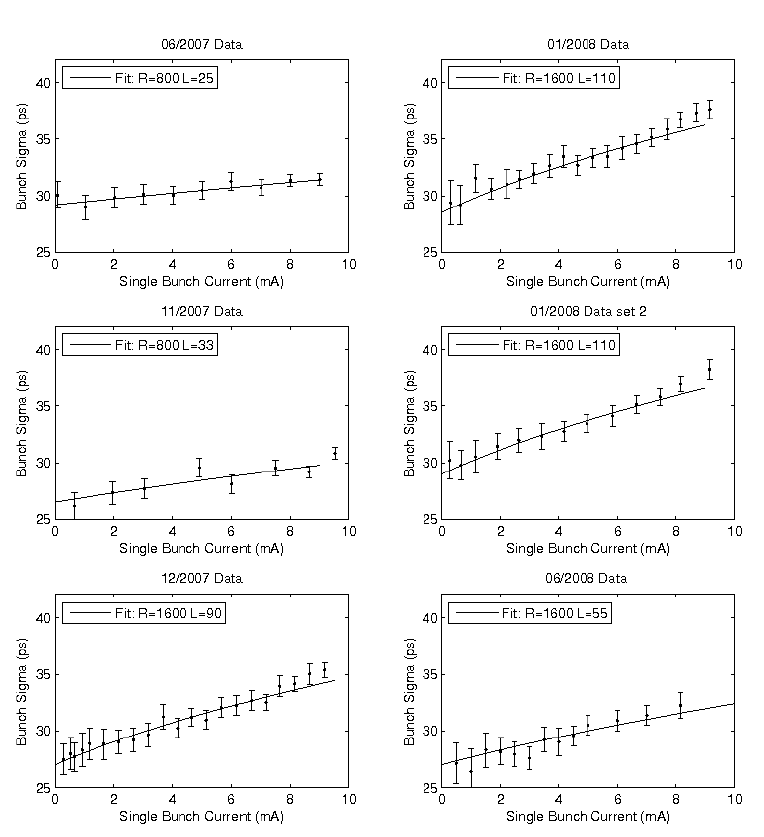 06/2007 Data
Fit: R=800 L=25
Bunch Sigma (ps)
40
35
30
25
0 2 4 6 8 10
Single Bunch Current (mA)
01/2008 Data
Fit: R=1600 L=110
Bunch Sigma (ps)
40
35
30
25
0 2 4 6 8 10
Single Bunch Current (mA)
11/2007 Data
Fit: R=800 L=33
Bunch Sigma (ps)
40
35
30
25
0 2 4 6 8 10
Single Bunch Current (mA)
01/2008 Data set 2
Fit: R=1600 L=110
Bunch Sigma (ps)
40
35
30
25
0 2 4 6 8 10
Single Bunch Current (mA)
12/2007 Data
Fit: R=1600 L=90
Bunch Sigma (ps)
40
35
30
25
0 2 4 6 8 10
Single Bunch Current (mA)
06/2008 Data
Fit: R=1600 L=55
Bunch Sigma (ps)
40
35
30
25
0 2 4 6 8 10
Single Bunch Current (mA)